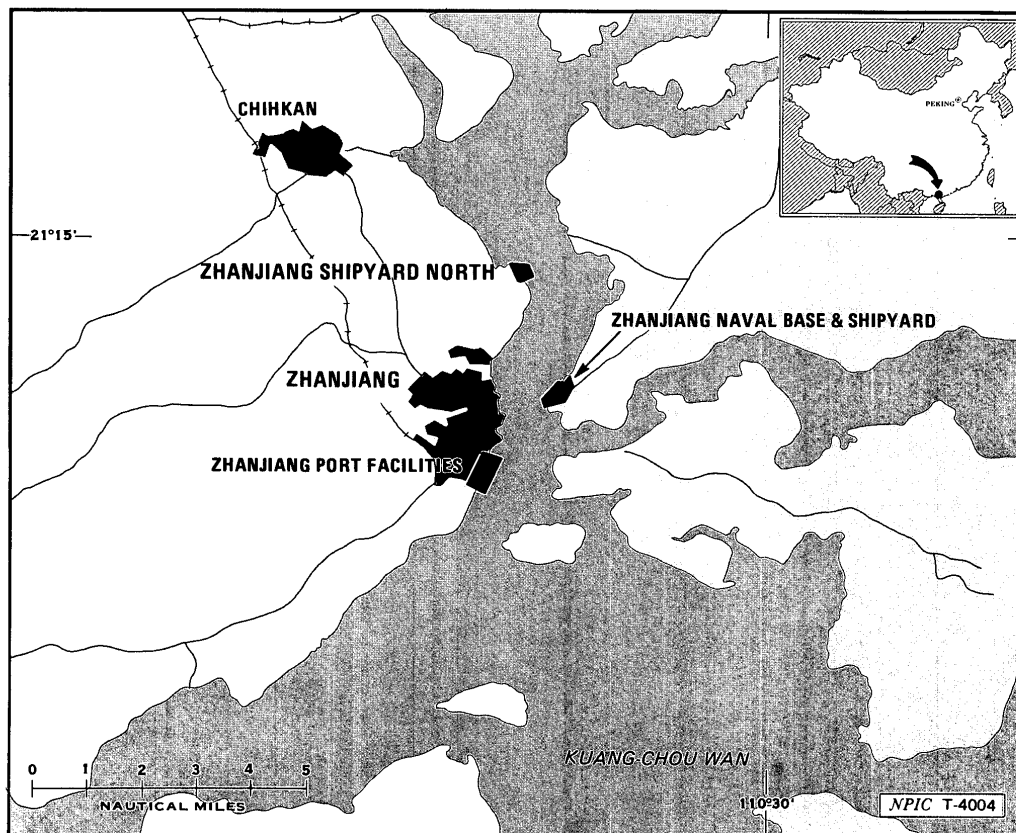 CHIHKAN
PEKING
21°15'
ZHANJIANG SHIPYARD NORTH
ZHANJIANG NAVAL BASE & SHIPYARD
ZHANJIANG
ZHANJIANG PORT FACILITIES
KUANG-CHOU WAN
0 1 2 3 4 5
NAUTICAL MILES
110°30'
NPIC T-4004